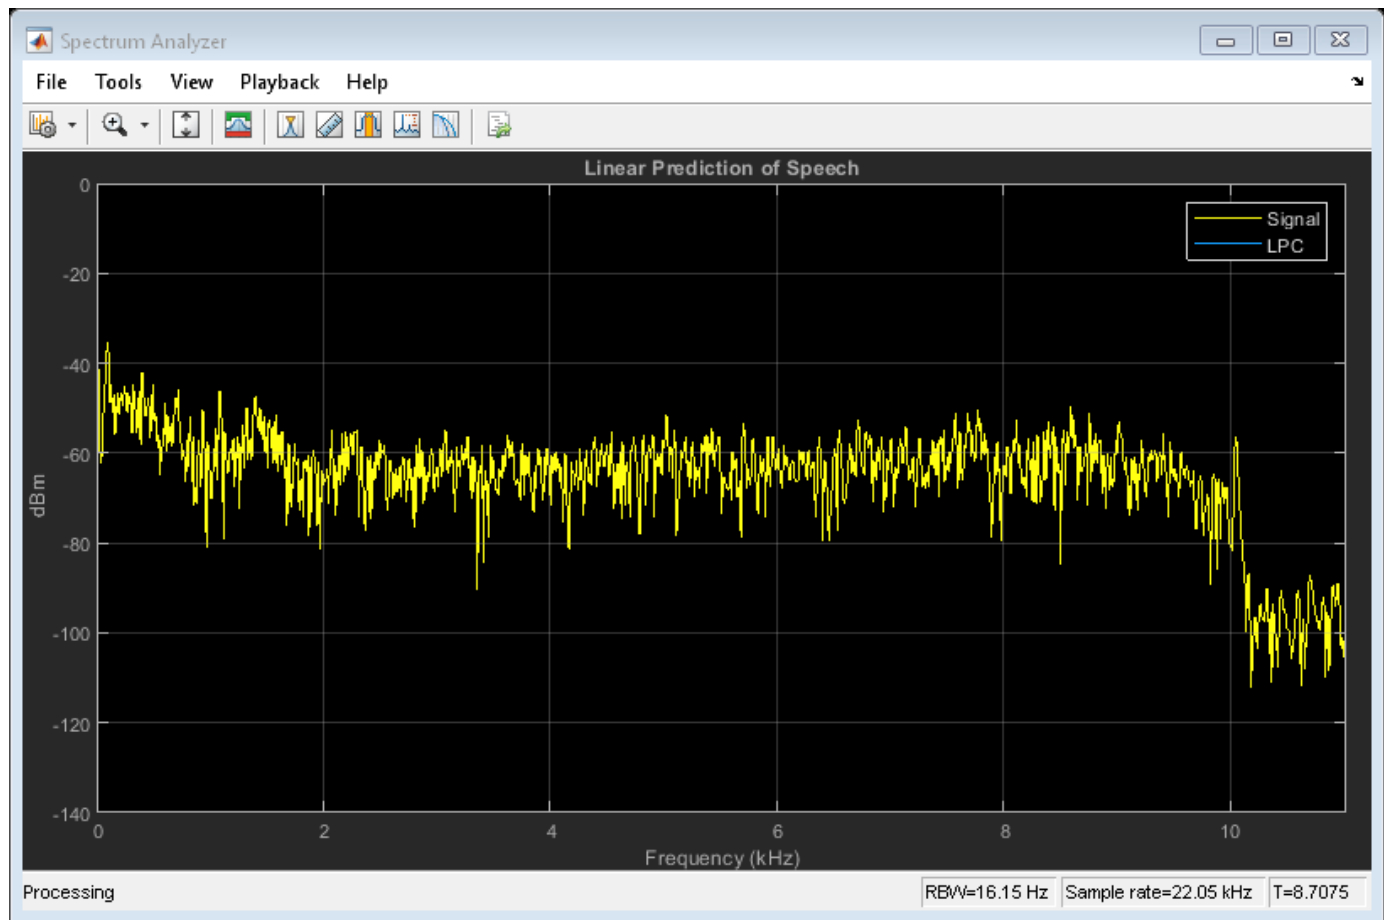 Spectrum Analyzer
File Tools View Playback Help
Linear Prediction of Speech
Signal
LPC
0
-20
-40
-60
-80
-100
-120
-140
dBm
0 2 4 6 8 10
Frequency (kHz)
Processing RBW=16.15 Hz Sample rate=22.05 kHz T=8.7075